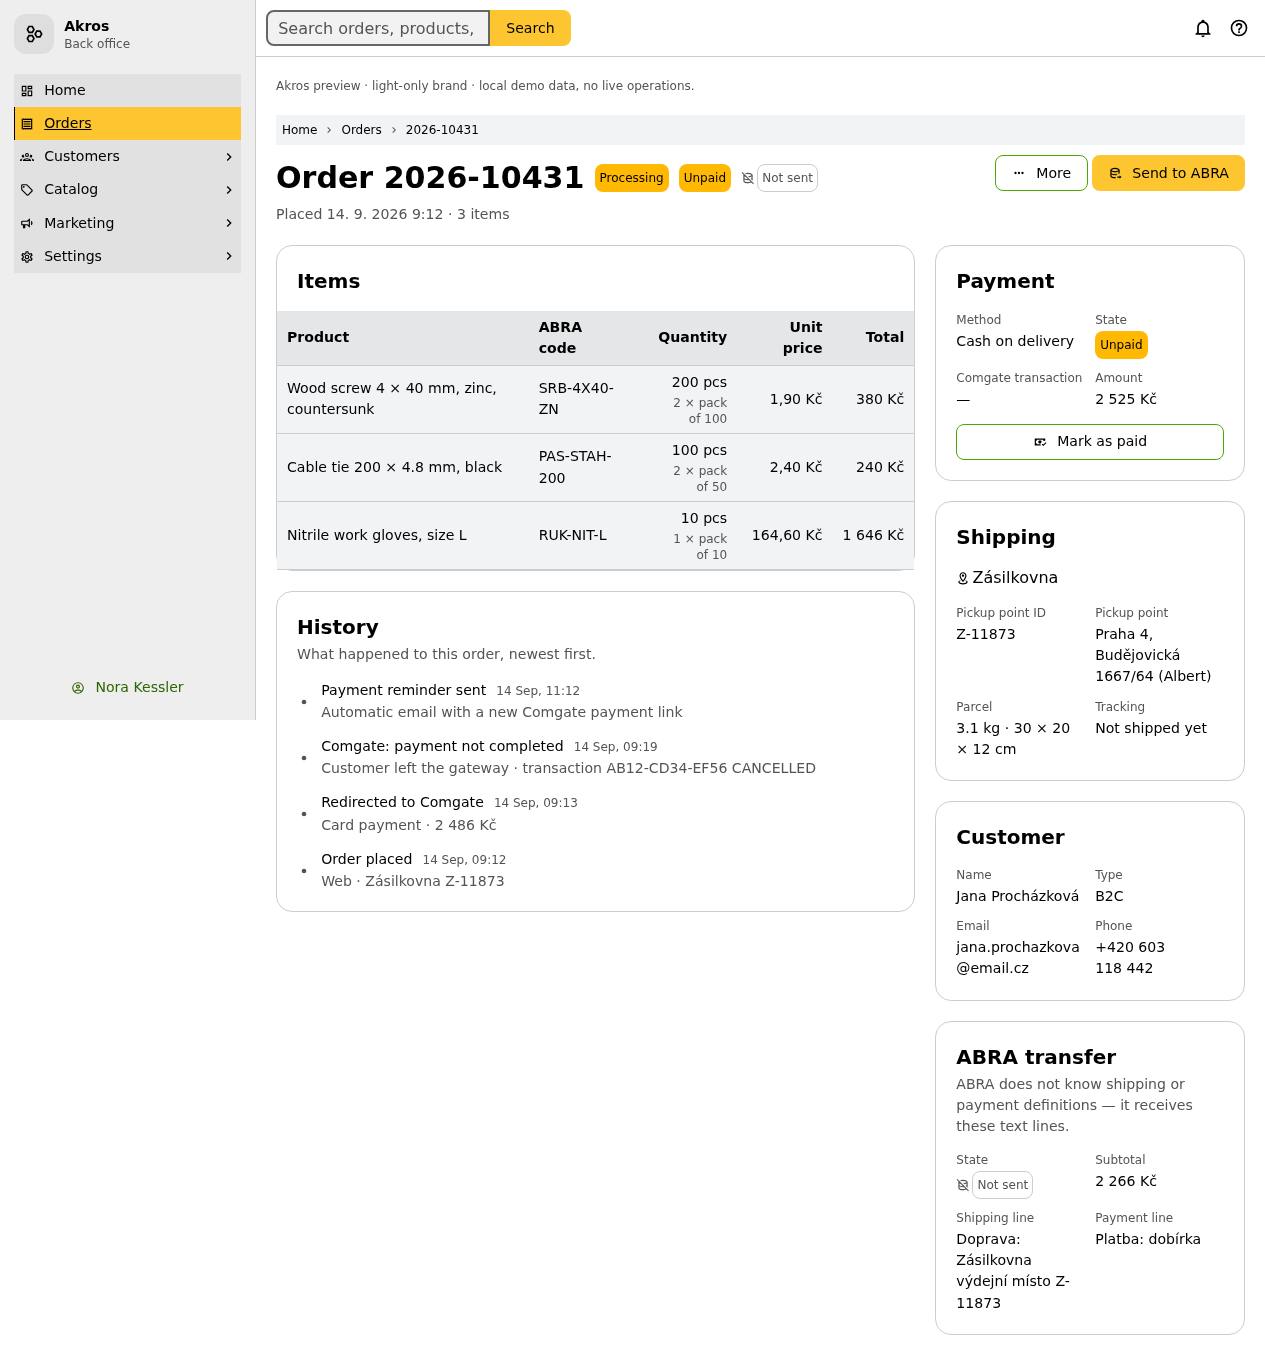 Akros
Back office
Home
Orders
Customers
Catalog
Marketing
Settings
Nora Kessler
Search orders, products,
Search
Akros preview · light-only brand · local demo data, no live operations.
Home › Orders › 2026-10431
Order 2026-10431 Processing Unpaid Not sent
More
Send to ABRA
Placed 14. 9. 2026 9:12 · 3 items
Items
Product ABRA code Quantity Unit price Total
Wood screw 4 × 40 mm, zinc, countersunk SRB-4X40-ZN 200 pcs 2 × pack of 100 1,90 Kč 380 Kč
Cable tie 200 × 4.8 mm, black PAS-STAH-200 100 pcs 2 × pack of 50 2,40 Kč 240 Kč
Nitrile work gloves, size L RUK-NIT-L 10 pcs 1 × pack of 10 164,60 Kč 1 646 Kč
History
What happened to this order, newest first.
Payment reminder sent 14 Sep, 11:12
Automatic email with a new Comgate payment link
Comgate: payment not completed 14 Sep, 09:19
Customer left the gateway · transaction AB12-CD34-EF56 CANCELLED
Redirected to Comgate 14 Sep, 09:13
Card payment · 2 486 Kč
Order placed 14 Sep, 09:12
Web · Zásilkovna Z-11873
Payment
Method
Cash on delivery
State
Unpaid
Comgate transaction
—
Amount
2 525 Kč
Mark as paid
Shipping
Zásilkovna
Pickup point ID
Z-11873
Pickup point
Praha 4,
Budějovická
1667/64 (Albert)
Parcel
3.1 kg · 30 × 20
× 12 cm
Tracking
Not shipped yet
Customer
Name
Jana Procházková
Type
B2C
Email
jana.prochazkova
@email.cz
Phone
+420 603
118 442
ABRA transfer
ABRA does not know shipping or
payment definitions — it receives
these text lines.
State
Not sent
Subtotal
2 266 Kč
Shipping line
Doprava:
Zásilkovna
výdejní místo Z-
11873
Payment line
Platba: dobírka